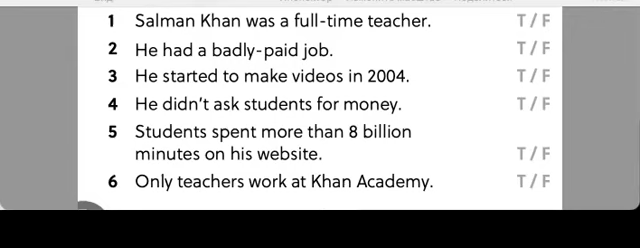 1 Salman Khan was a full-time teacher. T / F
2 He had a badly-paid job. T / F
3 He started to make videos in 2004. T / F
4 He didn't ask students for money. T / F
5 Students spent more than 8 billion
minutes on his website. T / F
6 Only teachers work at Khan Academy. T / F